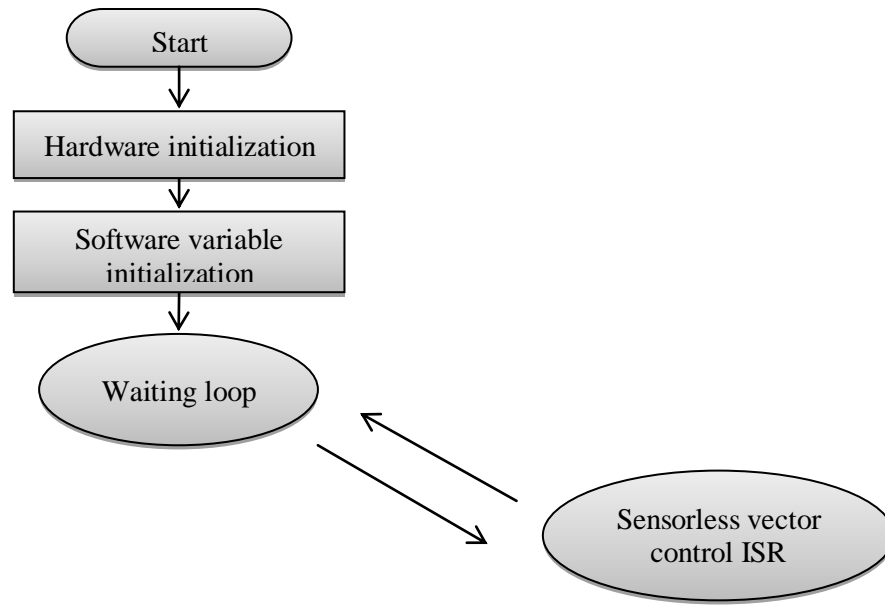 Start
Hardware initialization
Software variable
initialization
Waiting loop
Sensorless vector
control ISR